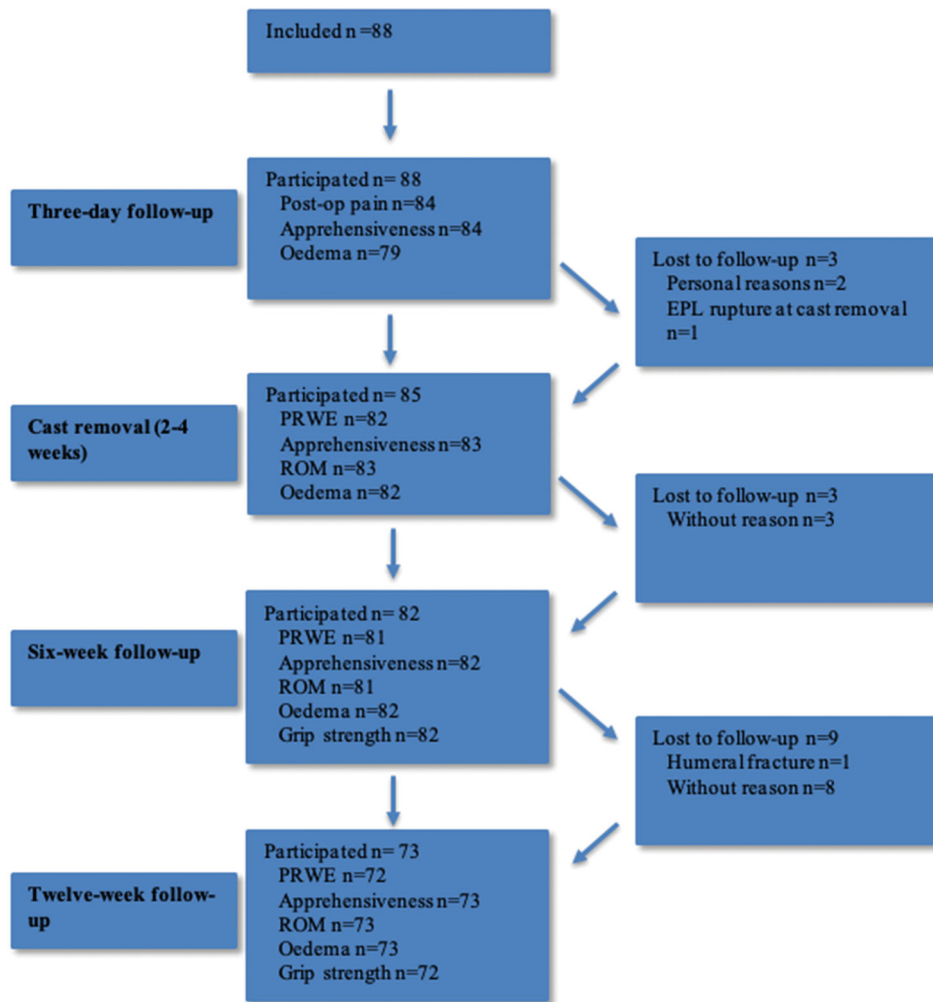 Included n=88
Three-day follow-up
Participated n= 88
Post-op pain n=84
Apprehensiveness n=84
Oedema n=79
Lost to follow-up n=3
Personal reasons n=2
EPL rupture at cast removal
n=1
Cast removal (2-4
weeks)
Participated n= 85
PRWE n=82
Apprehensiveness n=83
ROM n=83
Oedema n=82
Lost to follow-up n=3
Without reason n=3
Six-week follow-up
Participated n= 82
PRWE n=81
Apprehensiveness n=82
ROM n=81
Oedema n=82
Grip strength n=82
Lost to follow-up n=9
Humeral fracture n=1
Without reason n=8
Twelve-week follow-
up
Participated n= 73
PRWE n=72
Apprehensiveness n=73
ROM n=73
Oedema n=73
Grip strength n=72